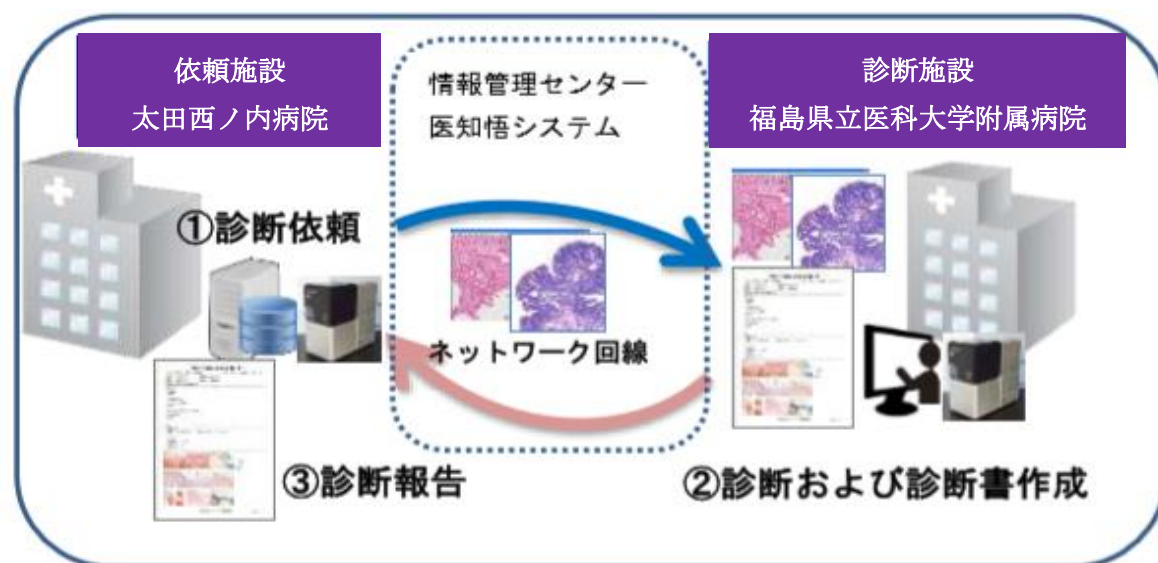 依頼施設
太田西ノ内病院
情報管理センター
医知悟システム
診断施設
福島県立医科大学附属病院
①診断依頼
ネットワーク回線
③診断報告
②診断および診断書作成